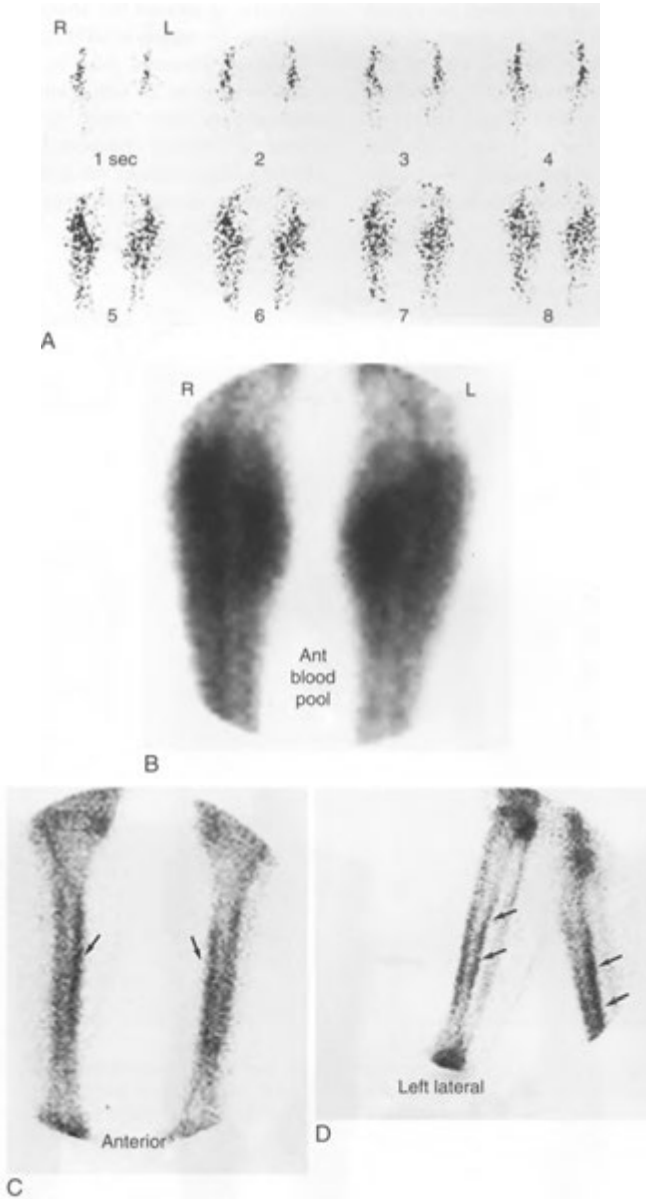 R L
1 sec 2 3 4
5 6 7 8
A
R L
Ant
blood
pool
B
Anterior
Left lateral
D
C